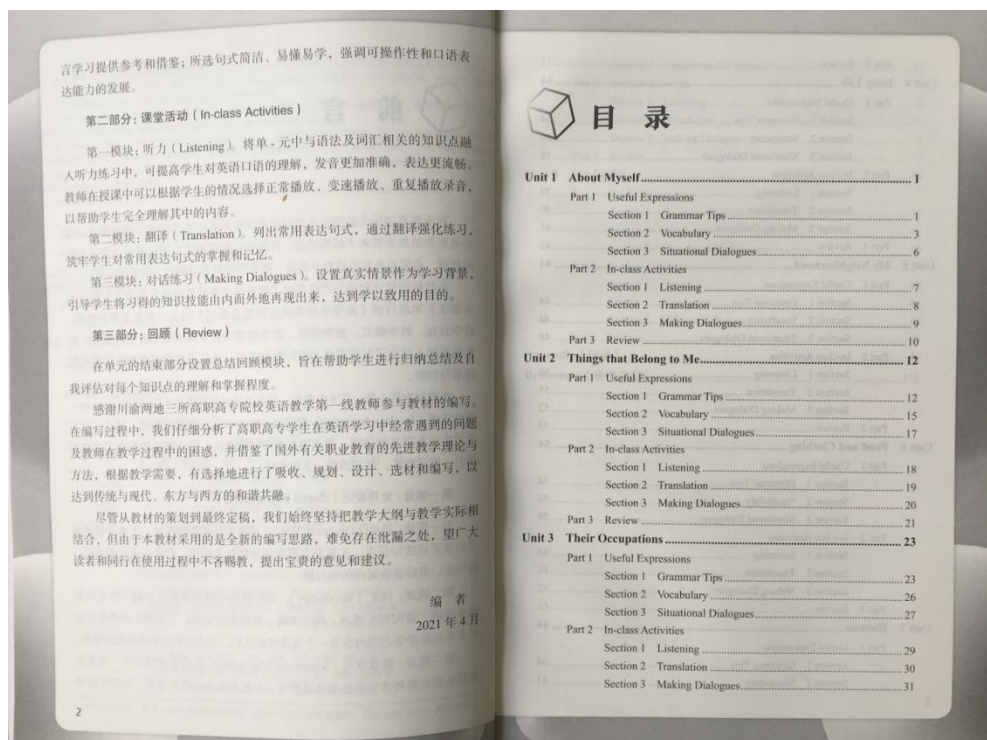 言学习提供参考和借鉴；所选句式简洁、易懂易学，强调可操作性和口语表
达能力的发展。
第二部分：课堂活动（In-class Activities）
第一模块：听力（Listening）。将单 - 元中与语法及词汇相关的知识点融
入听力练习中，可提高学生对英语口语的理解，发音更加准确，表达更流畅。
教师在授课中可以根据学生的情况选择正常播放、变速播放、重复播放录音，
以帮助学生完全理解其中的内容。
第二模块：翻译（Translation）。列出常用表达句式，通过翻译强化练习，
筑牢学生对常用表达句式的掌握和记忆。
第三模块：对话练习（Making Dialogues）。设置真实情景作为学习背景，
引导学生将习得的知识技能由内而外地再现出来，达到学以致用的目的。
第三部分：回顾（Review）
在单元的结束部分设置总结回顾模块，旨在帮助学生进行归纳总结及自
我评估对每个知识点的理解和掌握程度。
感谢川渝两地三所高职高专院校英语教学第一线教师参与教材的编写。
在编写过程中，我们仔细分析了高职高专学生在英语学习中经常遇到的问题
及教师在教学过程中的困惑，并借鉴了国外有关职业教育的先进教学理论与
方法，根据教学需要，有选择地进行了吸收、规划、设计、选材和编写，以
达到传统与现代、东方与西方的和谐共融。
尽管从教材的策划到最终定稿，我们始终坚持把教学大纲与教学实际相
结合，但由于本教材采用的是全新的编写思路，难免存在纰漏之处，望广大
读者和同行在使用过程中不吝赐教，提出宝贵的意见和建议。
编 者
2021 年 4 月
2
目 录
Unit 1 About Myself 1
Part 1 Useful Expressions
Section 1 Grammar Tips 1
Section 2 Vocabulary 3
Section 3 Situational Dialogues 6
Part 2 In-class Activities
Section 1 Listening 7
Section 2 Translation 8
Section 3 Making Dialogues 9
Part 3 Review 10
Unit 2 Things that Belong to Me 12
Part 1 Useful Expressions
Section 1 Grammar Tips 12
Section 2 Vocabulary 15
Section 3 Situational Dialogues 17
Part 2 In-class Activities
Section 1 Listening 18
Section 2 Translation 19
Section 3 Making Dialogues 20
Part 3 Review 21
Unit 3 Their Occupations 23
Part 1 Useful Expressions
Section 1 Grammar Tips 23
Section 2 Vocabulary 26
Section 3 Situational Dialogues 27
Part 2 In-class Activities
Section 1 Listening 29
Section 2 Translation 30
Section 3 Making Dialogues 31